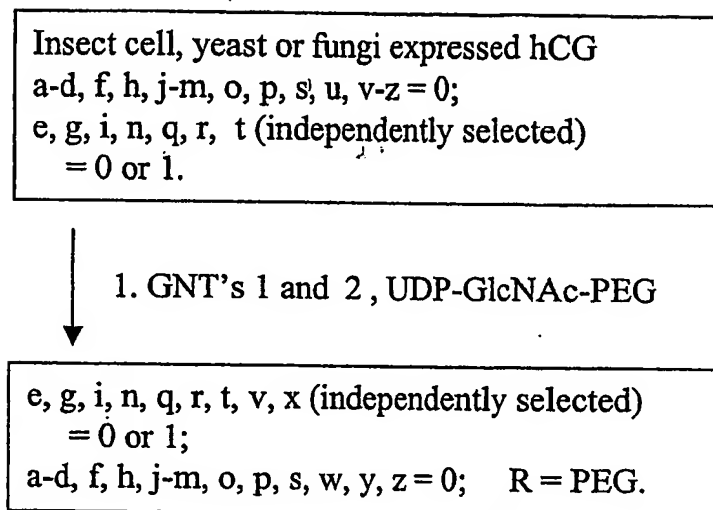 Insect cell, yeast or fungi expressed hCG
a-d, f, h, j-m, o, p, s, u, v-z = 0;
e, g, i, n, q, r, t (independently selected)
= 0 or 1.
1. GNT's 1 and 2 , UDP-GlcNAc-PEG
e, g, i, n, q, r, t, v, x (independently selected)
= 0 or 1;
a-d, f, h, j-m, o, p, s, w, y, z = 0; R = PEG.